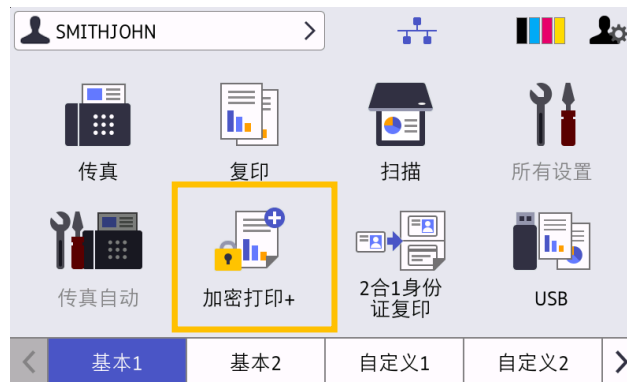 SMITHJOHN
传真
复印
扫描
所有设置
传真自动
加密打印+
2合1身份
证复印
USB
基本1
基本2
自定义1
自定义2